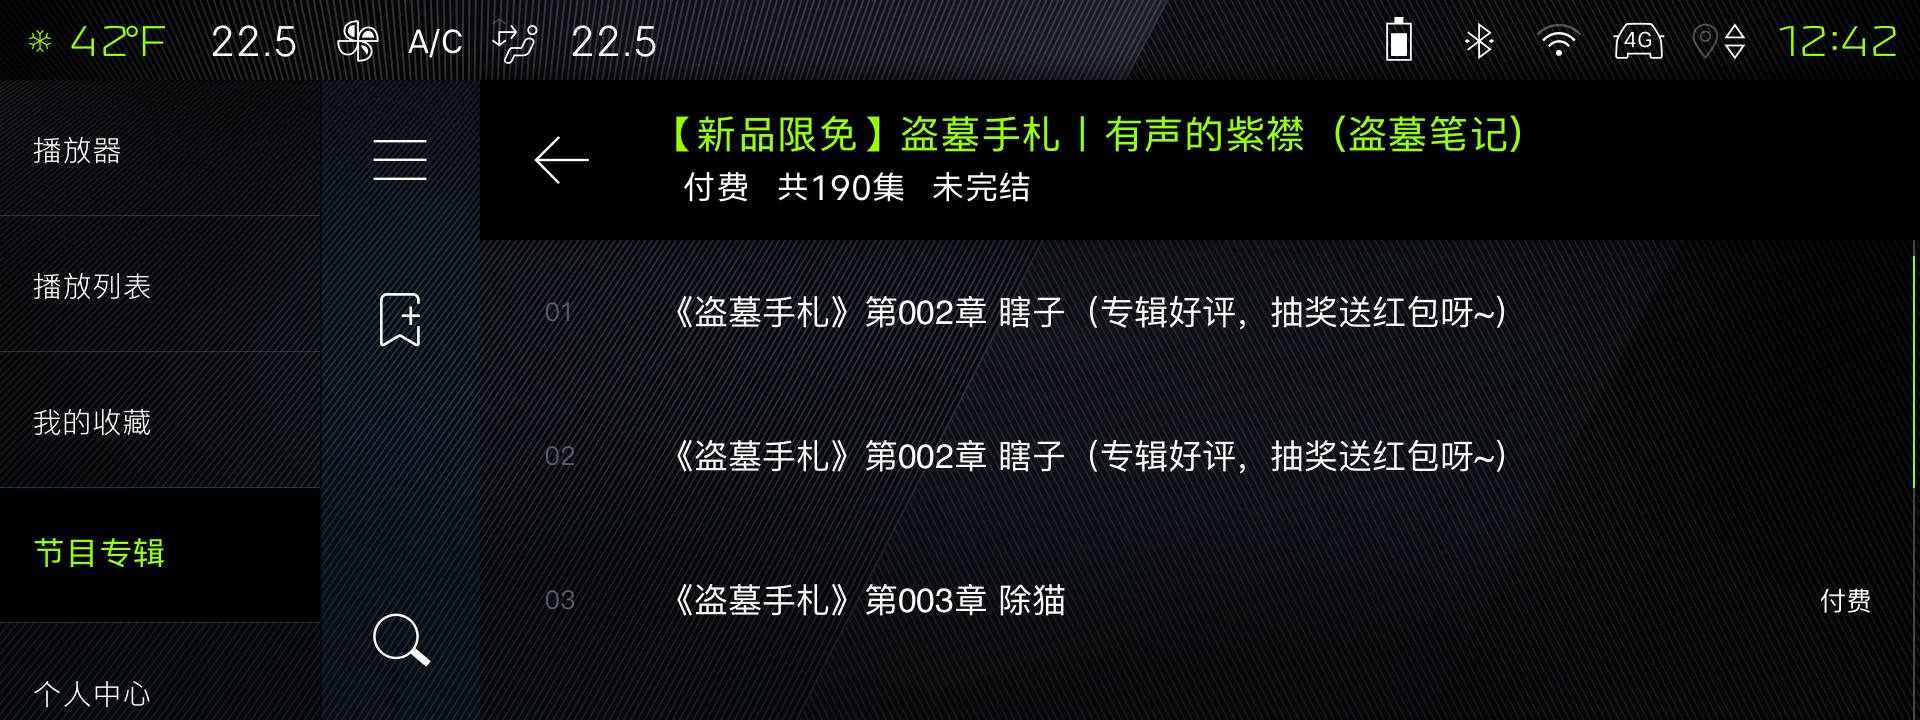 42°F 22.5 A/C 22.5 4G 12:42
播放器
播放列表
我的收藏
节目专辑
个人中心
【新品限免】盗墓手札丨有声的紫襟（盗墓笔记）
付费 共190集 未完结
01 《盗墓手札》第002章 瞎子（专辑好评，抽奖送红包呀~）
02 《盗墓手札》第002章 瞎子（专辑好评，抽奖送红包呀~）
03 《盗墓手札》第003章 除猫 付费